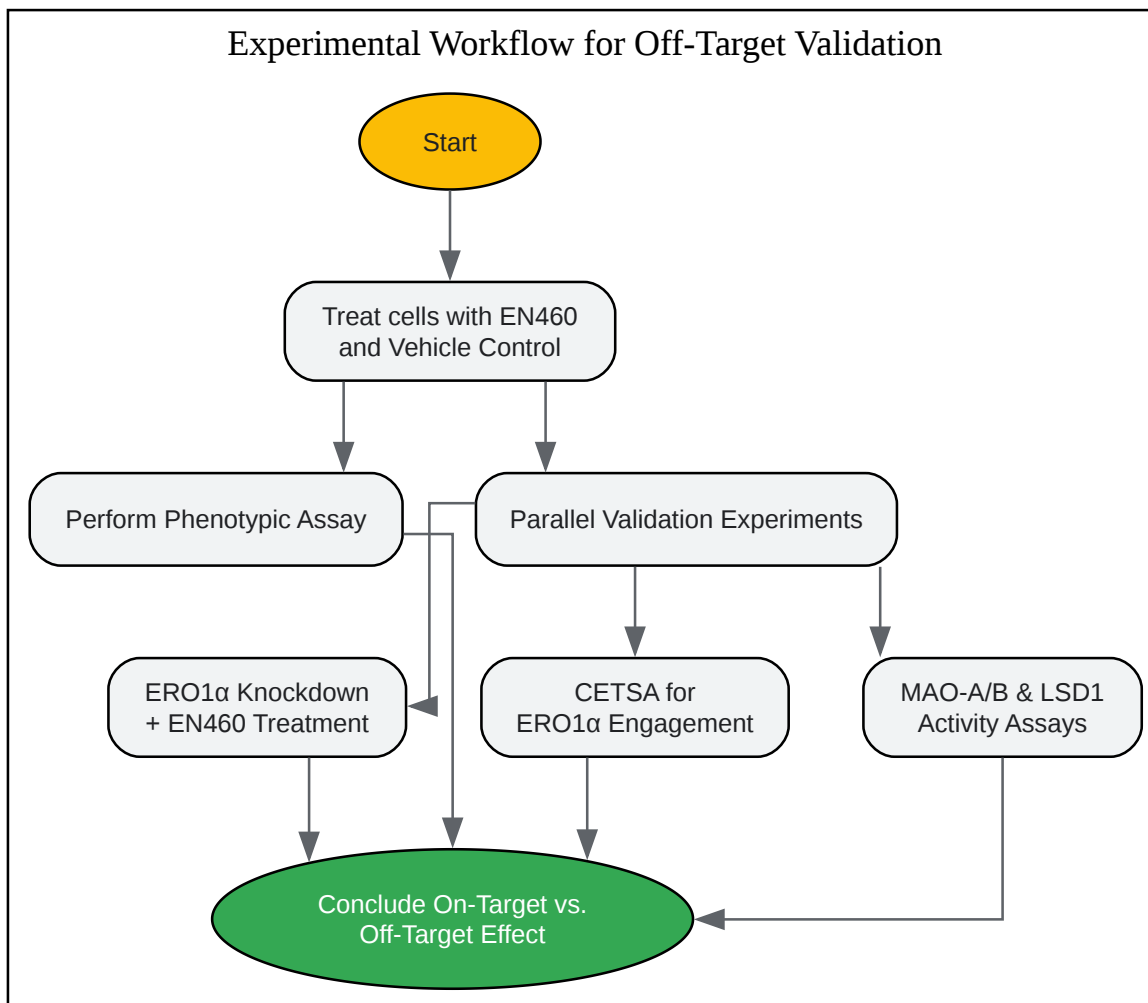 Experimental Workflow for Off-Target Validation
Start
Treat cells with EN460
and Vehicle Control
Perform Phenotypic Assay
Parallel Validation Experiments
ERO1α Knockdown
+ EN460 Treatment
CETSA for
ERO1α Engagement
MAO-A/B & LSD1
Activity Assays
Conclude On-Target vs.
Off-Target Effect